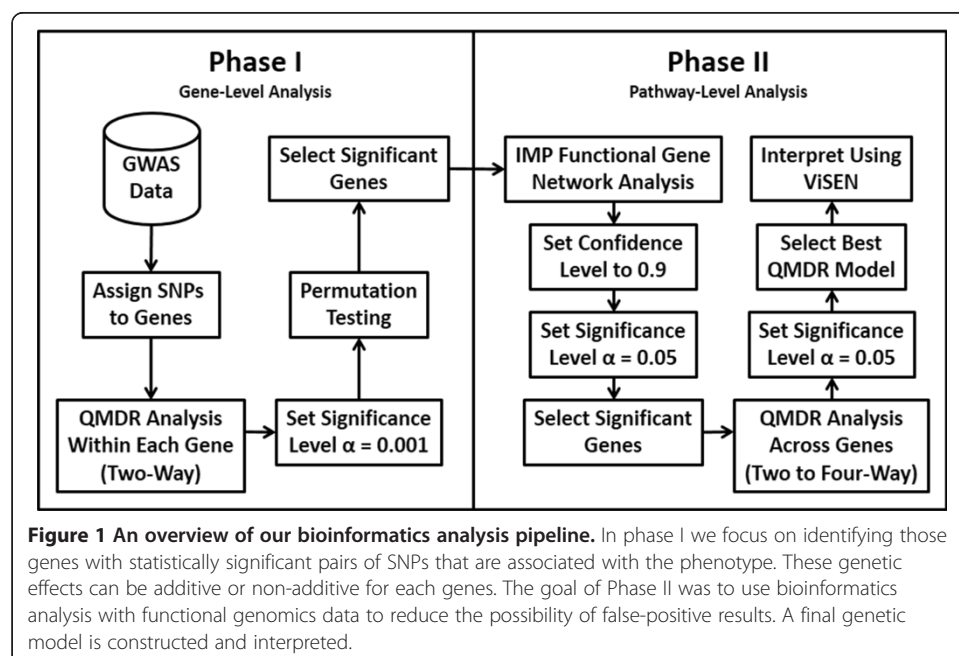 Phase I
Gene-Level Analysis
GWAS
Data
Assign SNPs
to Genes
QMDR Analysis
Within Each Gene
(Two-Way)
Set Significance
Level α = 0.001
Permutation
Testing
Select Significant
Genes
Phase II
Pathway-Level Analysis
IMP Functional Gene
Network Analysis
Set Confidence
Level to 0.9
Set Significance
Level α = 0.05
Select Significant
Genes
QMDR Analysis
Across Genes
(Two to Four-Way)
Set Significance
Level α = 0.05
Select Best
QMDR Model
Interpret Using
ViSEN
Figure 1 An overview of our bioinformatics analysis pipeline. In phase I we focus on identifying those
genes with statistically significant pairs of SNPs that are associated with the phenotype. These genetic
effects can be additive or non-additive for each genes. The goal of Phase II was to use bioinformatics
analysis with functional genomics data to reduce the possibility of false-positive results. A final genetic
model is constructed and interpreted.